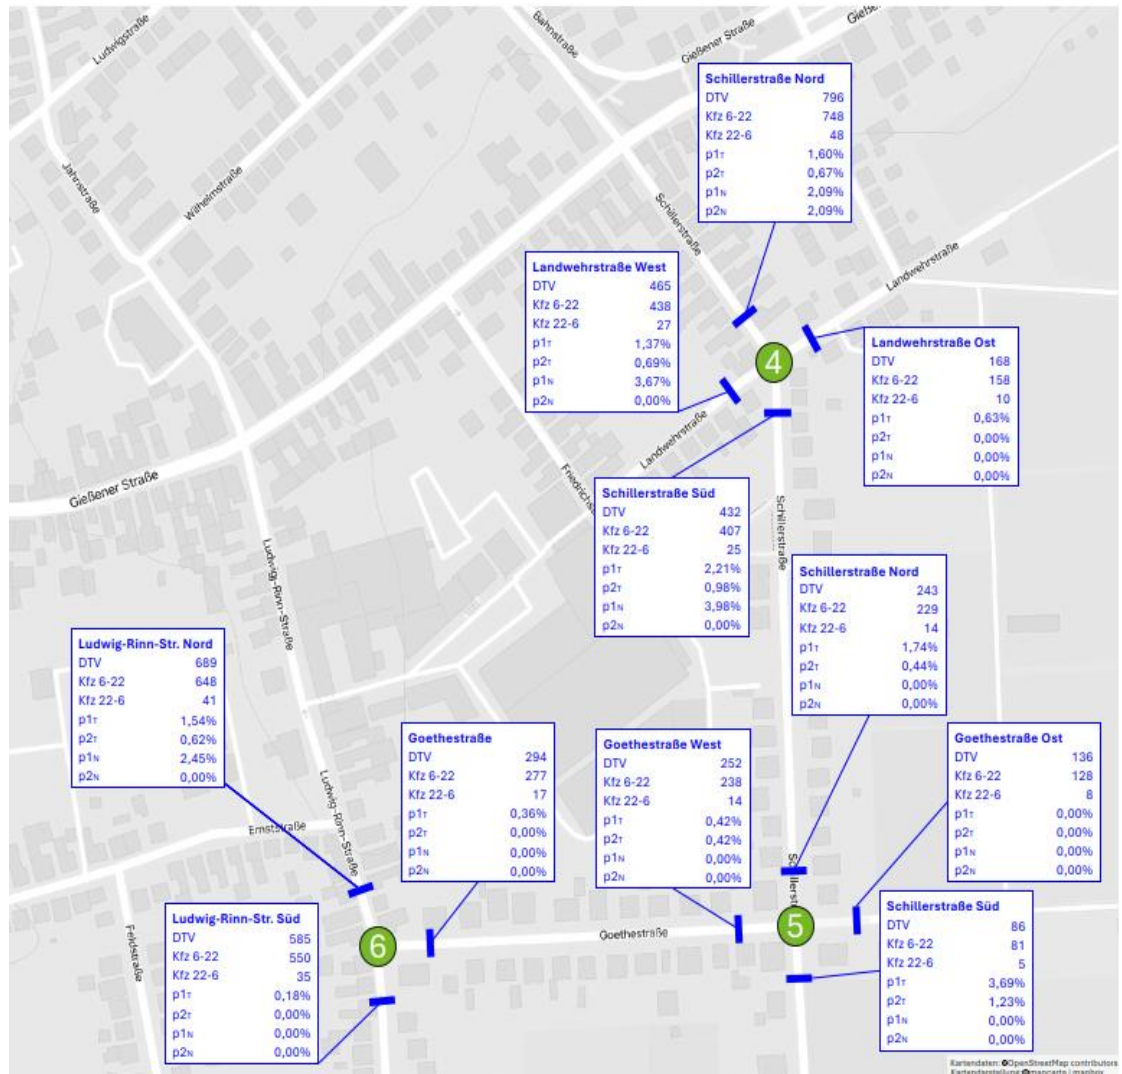 Ludwigstraße
Bahnstraße
Gießener Straße
Jahnstraße
Wilhelmstraße
Schillerstraße Nord
DTV 796
Kfz 6-22 748
Kfz 22-6 48
p1T 1,60%
p2T 0,67%
p1N 2,09%
p2N 2,09%
Schillerstraße
Landwehrstraße
Landwehrstraße West
DTV 465
Kfz 6-22 438
Kfz 22-6 27
p1T 1,37%
p2T 0,69%
p1N 3,67%
p2N 0,00%
4
Landwehrstraße Ost
DTV 168
Kfz 6-22 158
Kfz 22-6 10
p1T 0,63%
p2T 0,00%
p1N 0,00%
p2N 0,00%
Landwehrstraße
Gießener Straße
Schillerstraße Süd
DTV 432
Kfz 6-22 407
Kfz 22-6 25
p1T 2,21%
p2T 0,98%
p1N 3,98%
p2N 0,00%
Schillerstraße
Ludwig-Rinn-Straße
Schillerstraße Nord
DTV 243
Kfz 6-22 229
Kfz 22-6 14
p1T 1,74%
p2T 0,44%
p1N 0,00%
p2N 0,00%
Ludwig-Rinn-Str. Nord
DTV 689
Kfz 6-22 648
Kfz 22-6 41
p1T 1,54%
p2T 0,62%
p1N 2,45%
p2N 0,00%
Goethestraße
DTV 294
Kfz 6-22 277
Kfz 22-6 17
p1T 0,36%
p2T 0,00%
p1N 0,00%
p2N 0,00%
Goethestraße West
DTV 252
Kfz 6-22 238
Kfz 22-6 14
p1T 0,42%
p2T 0,42%
p1N 0,00%
p2N 0,00%
Goethestraße Ost
DTV 136
Kfz 6-22 128
Kfz 22-6 8
p1T 0,00%
p2T 0,00%
p1N 0,00%
p2N 0,00%
Ludwig-Rinn-Straße
Ernststraße
Ludwig-Rinn-Str. Süd
DTV 585
Kfz 6-22 550
Kfz 22-6 35
p1T 0,18%
p2T 0,00%
p1N 0,00%
p2N 0,00%
Feldstraße
6
Goethestraße
5
Schillerstraße Süd
DTV 86
Kfz 6-22 81
Kfz 22-6 5
p1T 3,69%
p2T 1,23%
p1N 0,00%
p2N 0,00%
Kartendaten: ©OpenStreetMap contributors